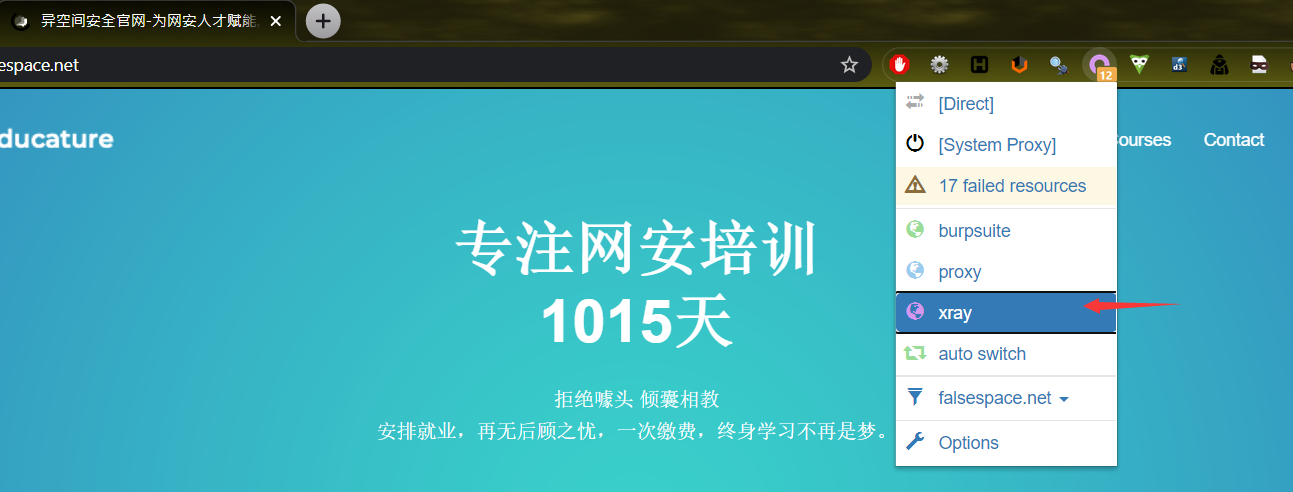 异空间安全官网-为网安人才赋能
espace.net
12
ducature
ourses
Contact
[Direct]
[System Proxy]
17 failed resources
burpsuite
proxy
xray
auto switch
falsespace.net
Options
专注网安培训
1015天
拒绝噱头 倾囊相教
安排就业，再无后顾之忧，一次缴费，终身学习不再是梦。